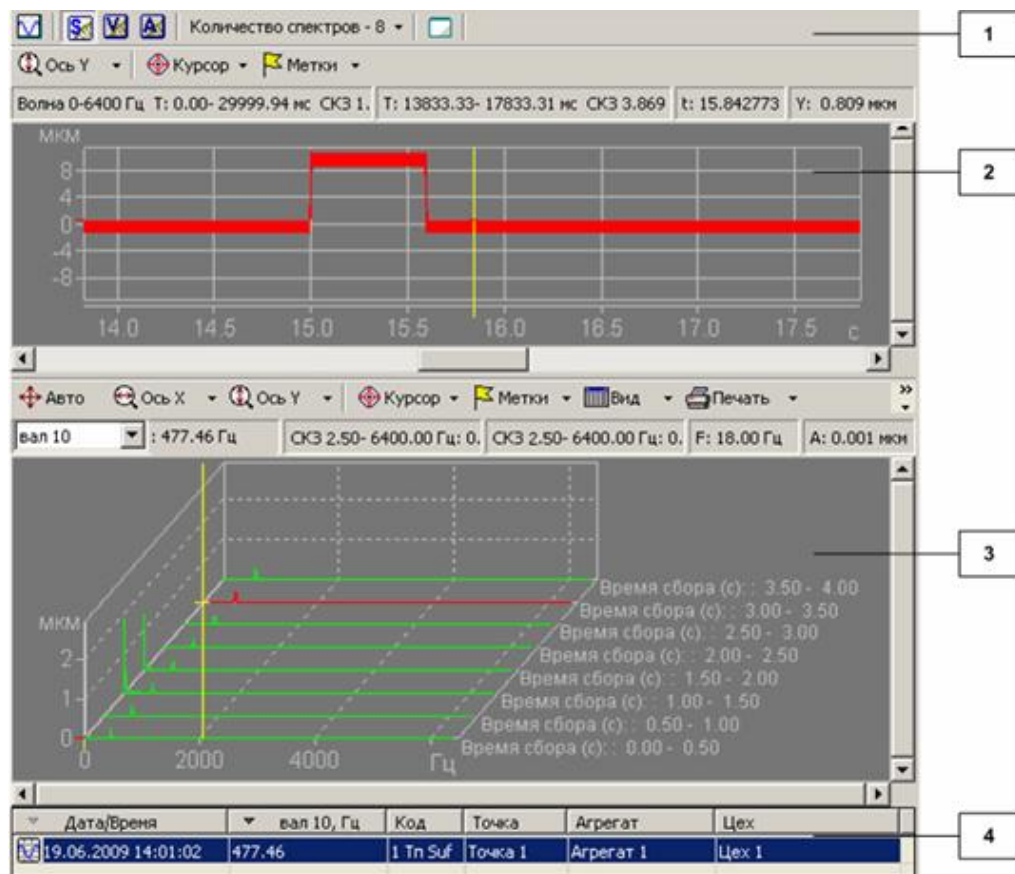 Количество спектров - 8
1
Ось Y Курсор Метки
Волна 0-6400 Гц T: 0.00- 29999.94 мс СКЗ 1. T: 13833.33- 17833.31 мс СКЗ 3.869 t: 15.842773 Y: 0.809 мкм
мкм
8
2
4
0
-4
-8
14.0 14.5 15.0 15.5 16.0 16.5 17.0 17.5 с
Авто Ось X Ось Y Курсор Метки Вид Печать »
вал 10 : 477.46 Гц СКЗ 2.50- 6400.00 Гц: 0. СКЗ 2.50- 6400.00 Гц: 0. F: 18.00 Гц A: 0.001 мкм
3
Время сбора (с): : 3.50 - 4.00
Время сбора (с): : 3.00 - 3.50
мкм
Время сбора (с): : 2.50 - 3.00
2
Время сбора (с): : 2.00 - 2.50
Время сбора (с): : 1.50 - 2.00
1
Время сбора (с): : 1.00 - 1.50
Время сбора (с): : 0.50 - 1.00
0
Время сбора (с): : 0.00 - 0.50
0 2000 4000 Гц
Дата/Время вал 10, Гц Код Точка Агрегат Цех
4
19.06.2009 14:01:02 477.46 1 Tn Suf Точка 1 Агрегат 1 Цех 1